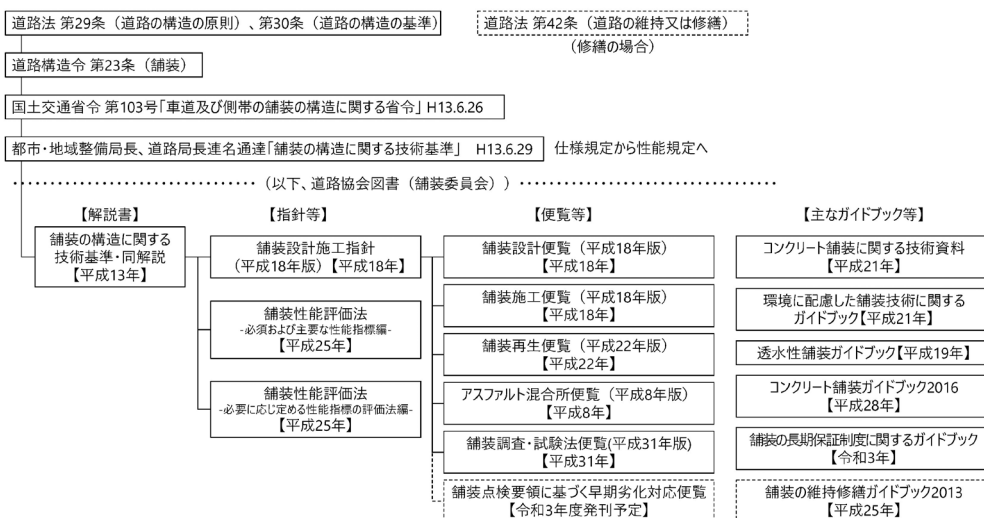 道路法 第29条（道路の構造の原則）、第30条（道路の構造の基準）
道路法 第42条（道路の維持又は修繕）
（修繕の場合）
道路構造令 第23条（舗装）
国土交通省令 第103号「車道及び側帯の舗装の構造に関する省令」 H13.6.26
都市・地域整備局長、道路局長連名通達「舗装の構造に関する技術基準」 H13.6.29
仕様規定から性能規定へ
（以下、道路協会図書（舗装委員会））
【解説書】
舗装の構造に関する
技術基準・同解説
【平成13年】
【指針等】
舗装設計施工指針
（平成18年版）【平成18年】
舗装性能評価法
-必須および主要な性能指標編-
【平成25年】
舗装性能評価法
-必要に応じ定める性能指標の評価法編-
【平成25年】
【便覧等】
舗装設計便覧（平成18年版）
【平成18年】
舗装施工便覧（平成18年版）
【平成18年】
舗装再生便覧（平成22年版）
【平成22年】
アスファルト混合所便覧（平成8年版）
【平成8年】
舗装調査・試験法便覧(平成31年版)
【平成31年】
舗装点検要領に基づく早期劣化対応便覧
【令和3年度発刊予定】
【主なガイドブック等】
コンクリート舗装に関する技術資料
【平成21年】
環境に配慮した舗装技術に関する
ガイドブック【平成21年】
透水性舗装ガイドブック【平成19年】
コンクリート舗装ガイドブック2016
【平成28年】
舗装の長期保証制度に関するガイドブック
【令和3年】
舗装の維持修繕ガイドブック2013
【平成25年】